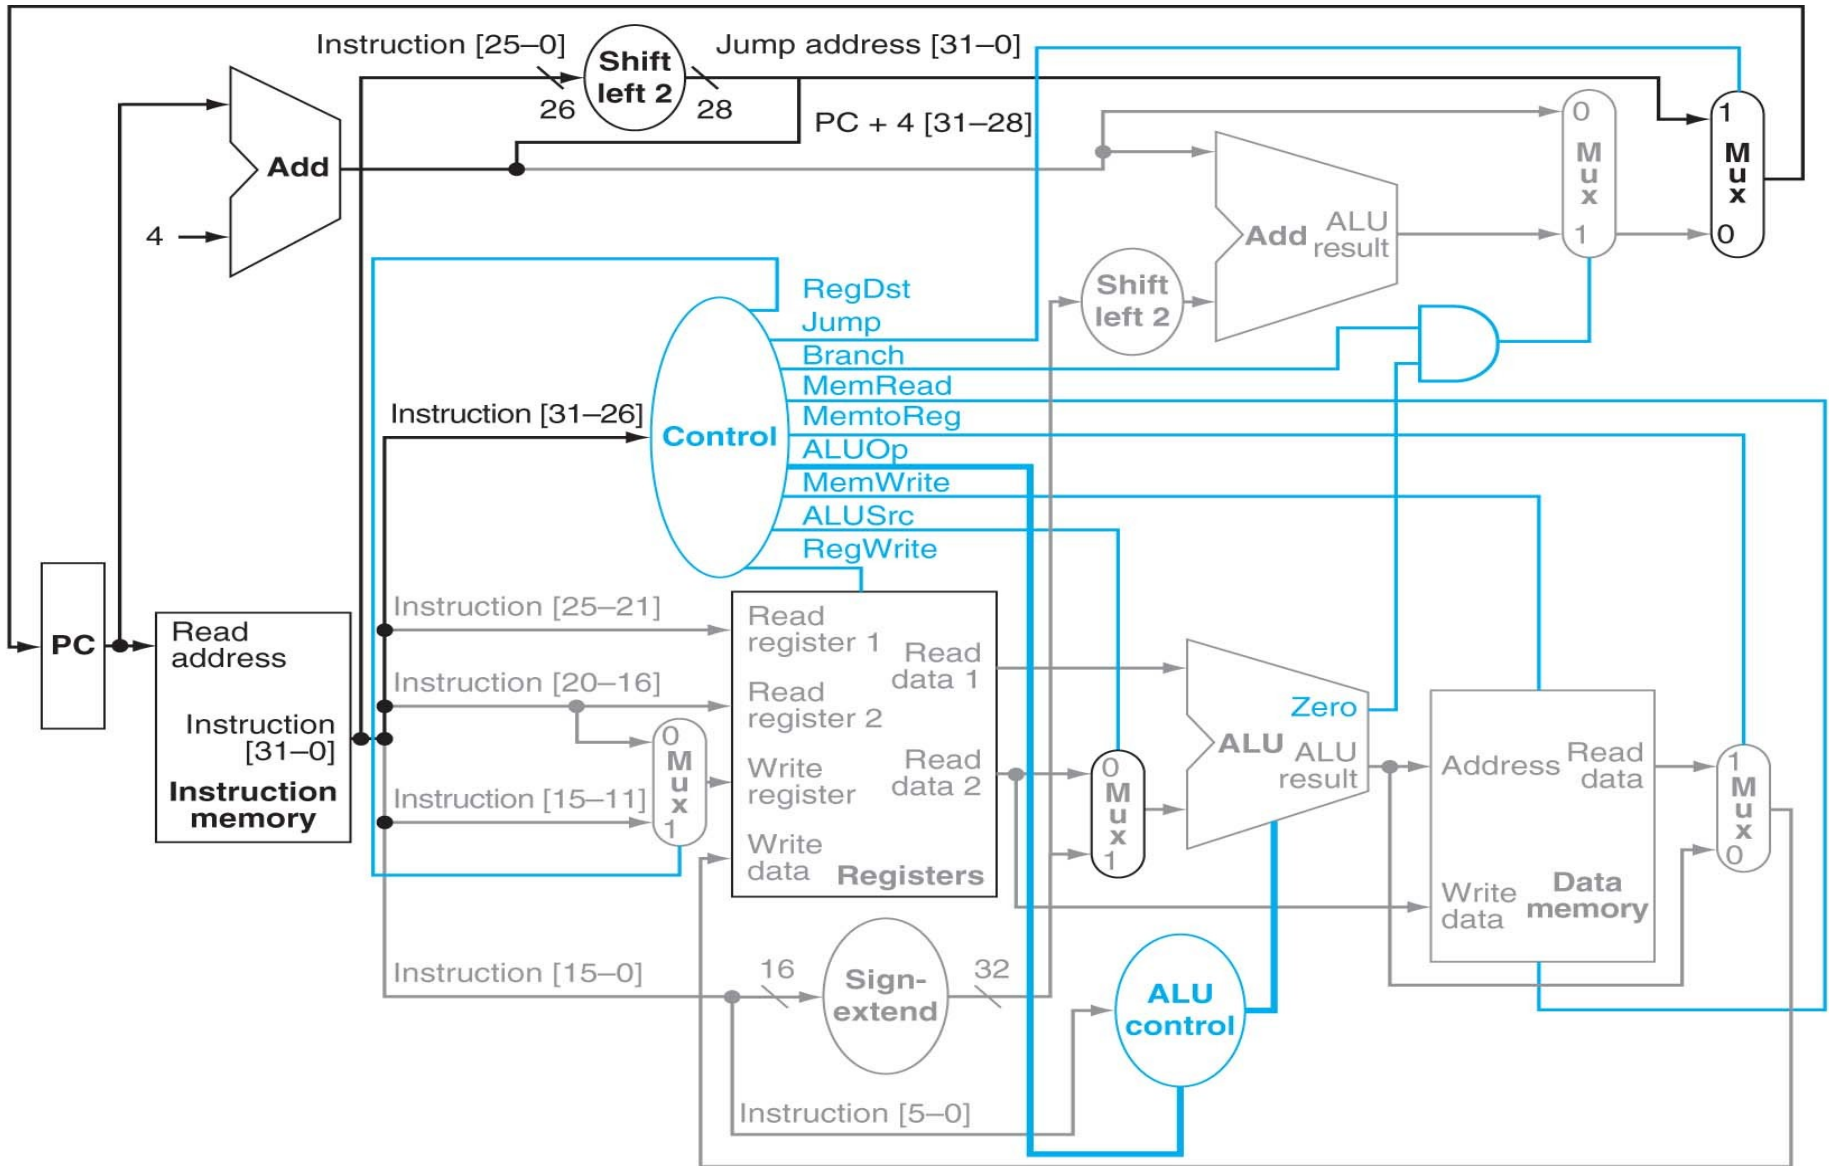 Instruction [25–0]
Shift
left 2
Jump address [31–0]
26
28
PC + 4 [31–28]
Add
4
0
M
u
x
1
1
M
u
x
0
Add
ALU
result
Shift
left 2
RegDst
Jump
Branch
MemRead
MemtoReg
ALUOp
MemWrite
ALUSrc
RegWrite
Instruction [31–26]
Control
PC
Read
address
Instruction
[31–0]
Instruction
memory
Instruction [25–21]
Instruction [20–16]
Instruction [15–11]
0
M
u
x
1
Read
register 1
Read
register 2
Write
register
Write
data
Read
data 1
Read
data 2
Registers
0
M
u
x
1
Zero
ALU
ALU
result
Address
Read
data
Write
data
Data
memory
1
M
u
x
0
Instruction [15–0]
16
Sign-
extend
32
ALU
control
Instruction [5–0]